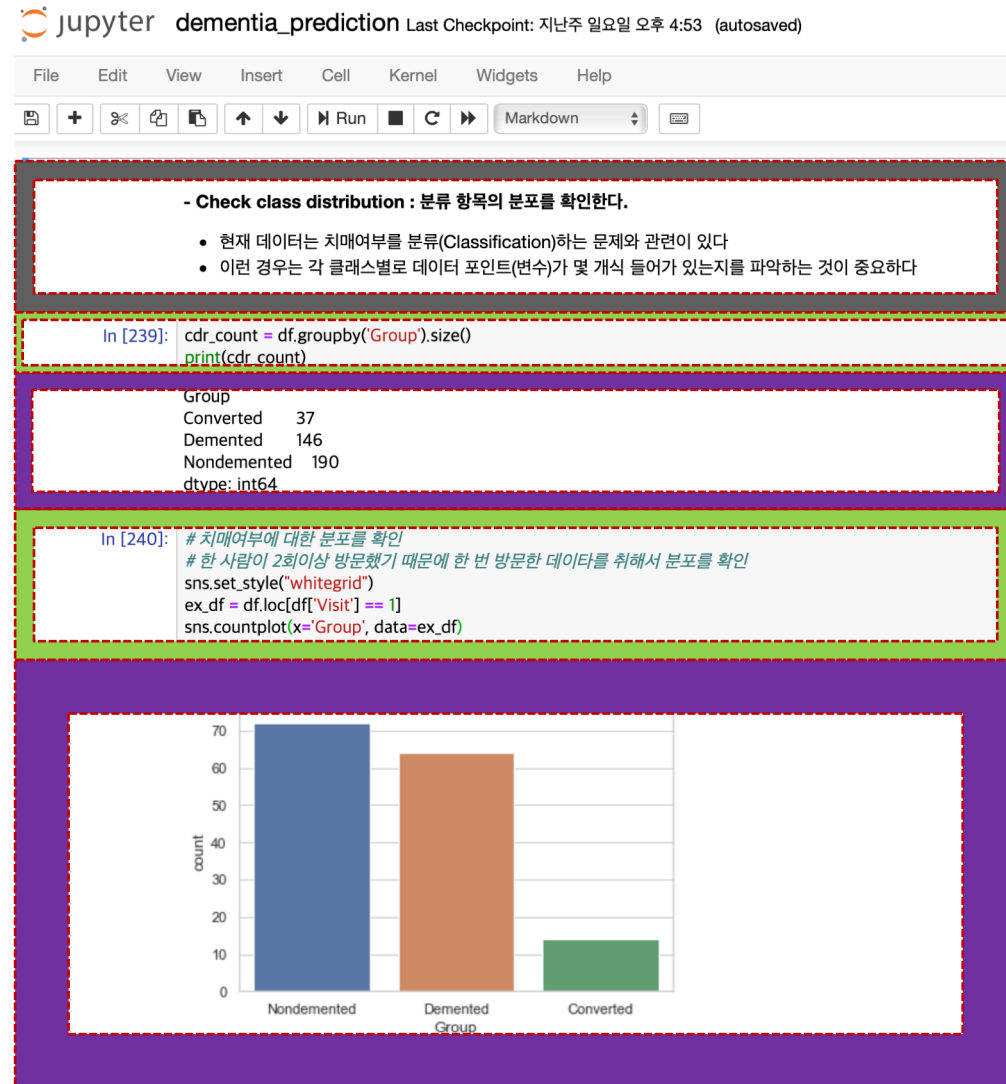 jupyter dementia_prediction Last Checkpoint: 지난주 일요일 오후 4:53 (autosaved)
File Edit View Insert Cell Kernel Widgets Help
Run Markdown
- Check class distribution : 분류 항목의 분포를 확인한다.
• 현재 데이터는 치매여부를 분류(Classification)하는 문제와 관련이 있다
• 이런 경우는 각 클래스별로 데이터 포인트(변수)가 몇 개식 들어가 있는지를 파악하는 것이 중요하다
In [239]: cdr_count = df.groupby('Group').size()
print(cdr_count)
Group
Converted 37
Demented 146
Nondemented 190
dtype: int64
In [240]: # 치매여부에 대한 분포를 확인
# 한 사람이 2회이상 방문했기 때문에 한 번 방문한 데이타를 취해서 분포를 확인
sns.set_style("whitegrid")
ex_df = df.loc[df['Visit'] == 1]
sns.countplot(x='Group', data=ex_df)
70
60
50
40
30
20
10
0
count
Nondemented Demented Converted
Group